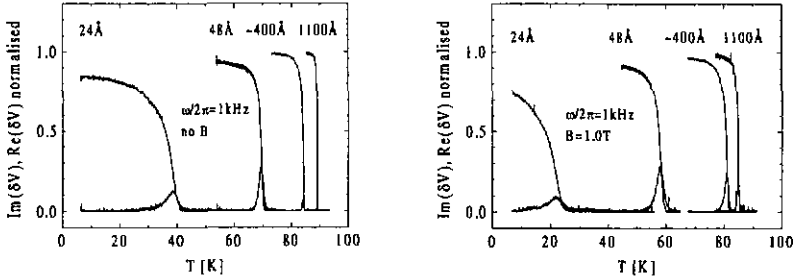 24Å 48Å ~400Å 1100Å
1.0
0.5
0.0
ω/2π=1kHz
no B
0 20 40 60 80 100
T [K]
Im(δV), Re(δV) normalised
24Å 48Å ~400Å 1100Å
1.0
0.5
0.0
ω/2π=1kHz
B=1.0T
0 20 40 60 80 100
T [K]
Im(δV), Re(δV) normalised